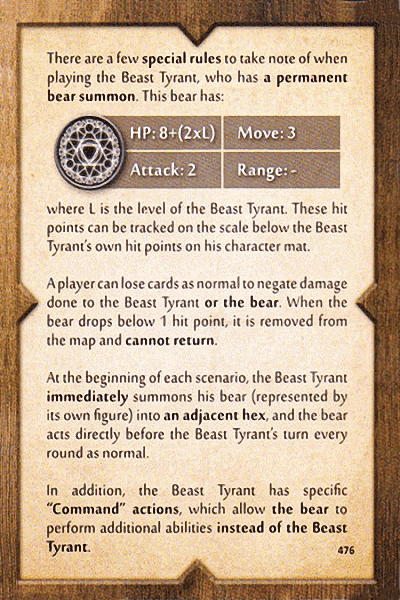 There are a few special rules to take note of when
playing the Beast Tyrant, who has a permanent
bear summon. This bear has:
HP: 8+(2xL) Move: 3
Attack: 2 Range: -
where L is the level of the Beast Tyrant. These hit
points can be tracked on the scale below the Beast
Tyrant's own hit points on his character mat.
A player can lose cards as normal to negate damage
done to the Beast Tyrant or the bear. When the
bear drops below 1 hit point, it is removed from
the map and cannot return.
At the beginning of each scenario, the Beast Tyrant
immediately summons his bear (represented by
its own figure) into an adjacent hex, and the bear
acts directly before the Beast Tyrant's turn every
round as normal.
In addition, the Beast Tyrant has specific
“Command” actions, which allow the bear to
perform additional abilities instead of the Beast
Tyrant.
476